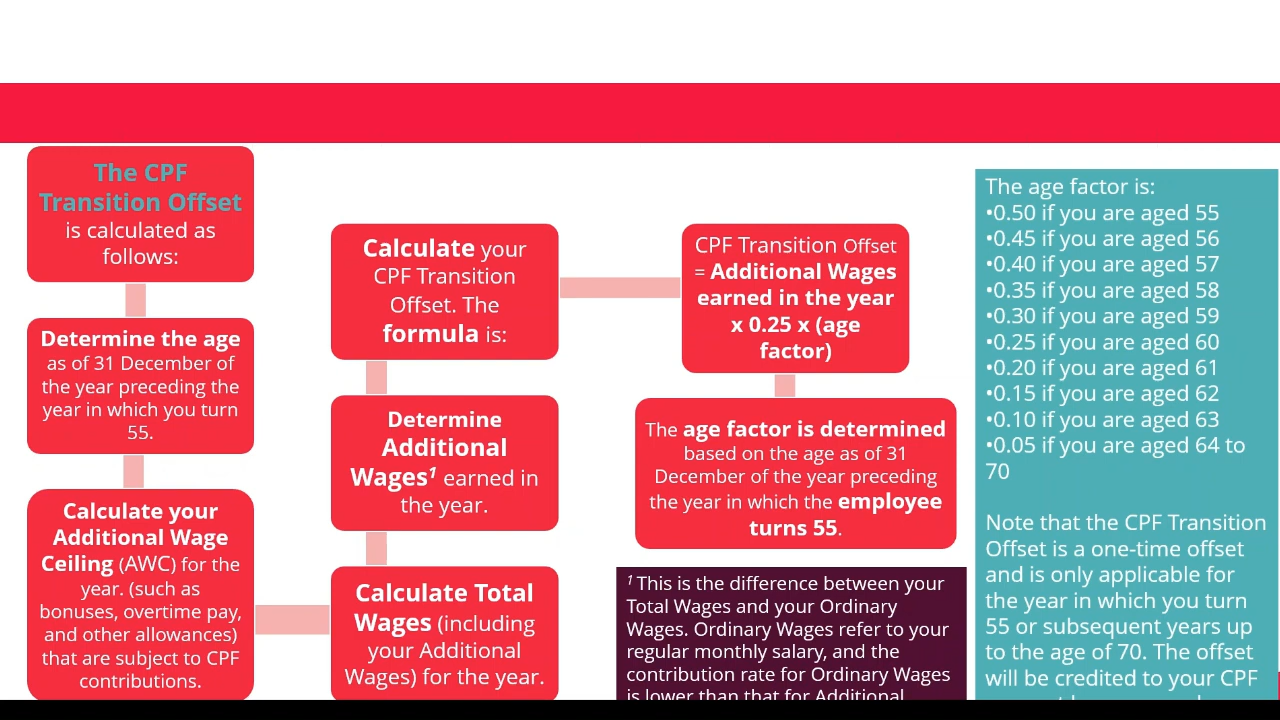 The CPF
Transition Offset
is calculated as
follows:
Determine the age
as of 31 December of
the year preceding the
year in which you turn
55.
Calculate your
Additional Wage
Ceiling (AWC) for the
year. (such as
bonuses, overtime pay,
and other allowances)
that are subject to CPF
contributions.
Calculate Total
Wages (including
your Additional
Wages) for the year.
Determine
Additional
Wages¹ earned in
the year.
Calculate your
CPF Transition
Offset. The
formula is:
CPF Transition Offset
= Additional Wages
earned in the year
x 0.25 x (age
factor)
The age factor is determined
based on the age as of 31
December of the year preceding
the year in which the employee
turns 55.
¹ This is the difference between your
Total Wages and your Ordinary
Wages. Ordinary Wages refer to your
regular monthly salary, and the
contribution rate for Ordinary Wages
is lower than that for Additional
The age factor is:
•0.50 if you are aged 55
•0.45 if you are aged 56
•0.40 if you are aged 57
•0.35 if you are aged 58
•0.30 if you are aged 59
•0.25 if you are aged 60
•0.20 if you are aged 61
•0.15 if you are aged 62
•0.10 if you are aged 63
•0.05 if you are aged 64 to
70
Note that the CPF Transition
Offset is a one-time offset
and is only applicable for
the year in which you turn
55 or subsequent years up
to the age of 70. The offset
will be credited to your CPF